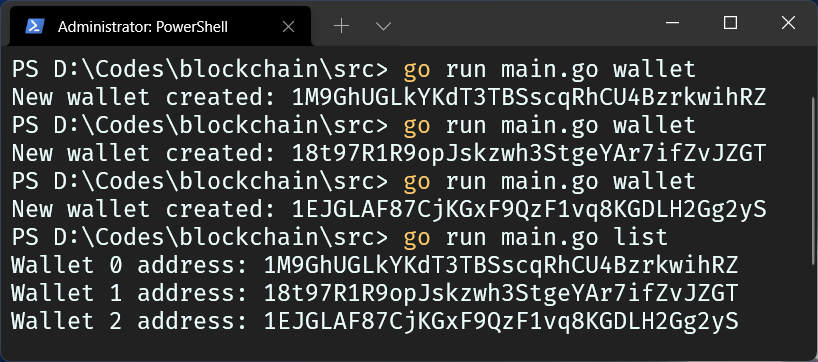 Administrator: PowerShell
PS D:\Codes\blockchain\src> go run main.go wallet
New wallet created: 1M9GhUGLkYKdT3TBSscqRhCU4BzrkwihRZ
PS D:\Codes\blockchain\src> go run main.go wallet
New wallet created: 18t97R1R9opJskzwh3StgeYAr7ifZvJZGT
PS D:\Codes\blockchain\src> go run main.go wallet
New wallet created: 1EJGLAF87CjKGxF9QzF1vq8KGDLH2Gg2yS
PS D:\Codes\blockchain\src> go run main.go list
Wallet 0 address: 1M9GhUGLkYKdT3TBSscqRhCU4BzrkwihRZ
Wallet 1 address: 18t97R1R9opJskzwh3StgeYAr7ifZvJZGT
Wallet 2 address: 1EJGLAF87CjKGxF9QzF1vq8KGDLH2Gg2yS